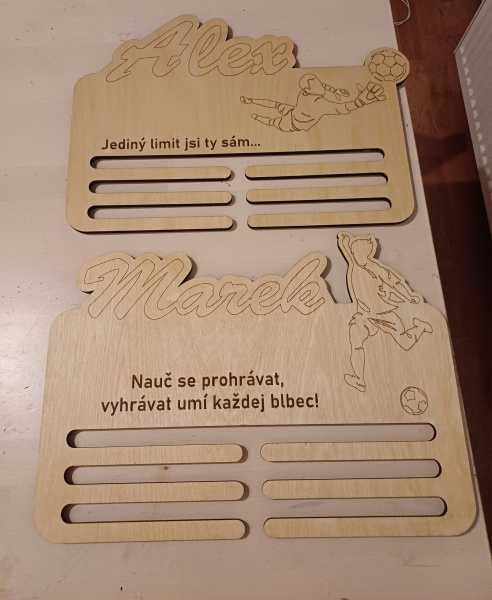 Alex
Jediný limit jsi ty sám...
Marek
Nauč se prohrávat,
vyhrávat umí každej blbec!